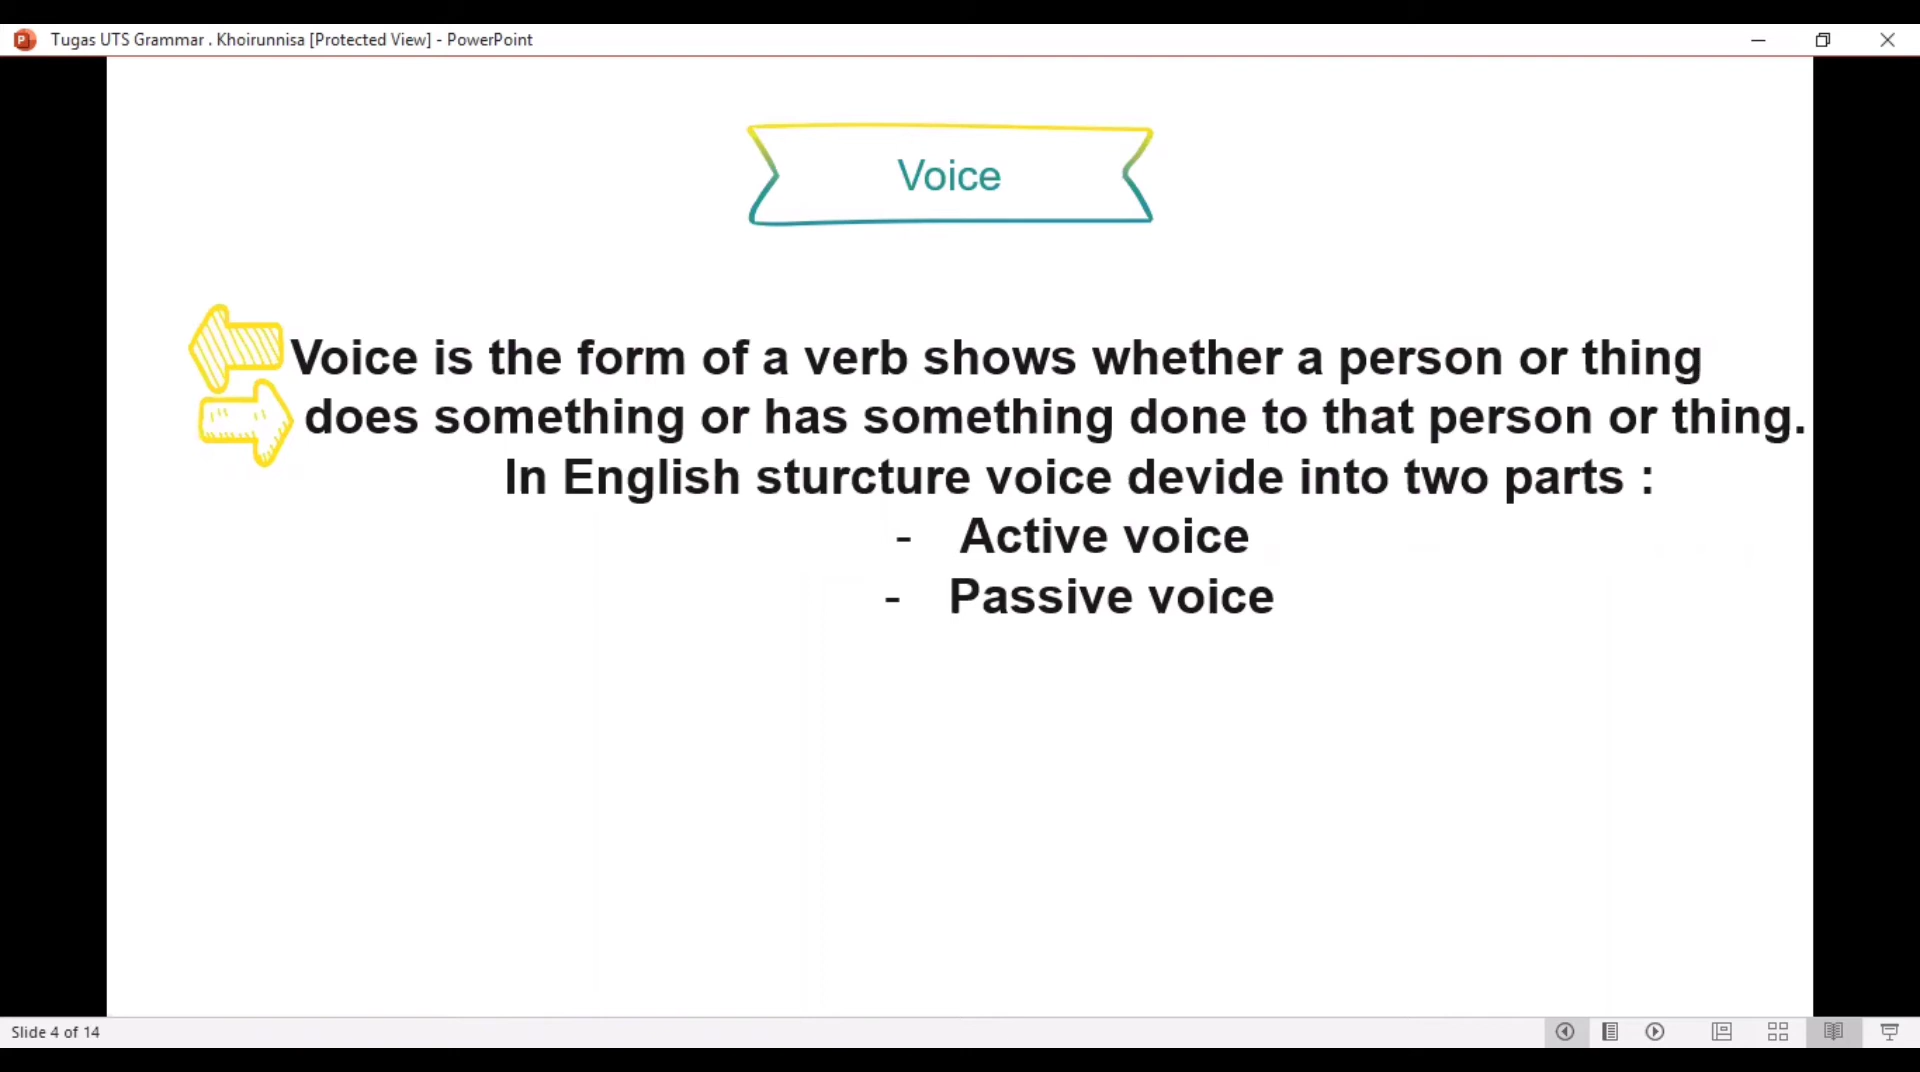 Tugas UTS Grammar . Khoirunnisa [Protected View] - PowerPoint
Voice
Voice is the form of a verb shows whether a person or thing
does something or has something done to that person or thing.
In English sturcture voice devide into two parts :
- Active voice
- Passive voice
Slide 4 of 14